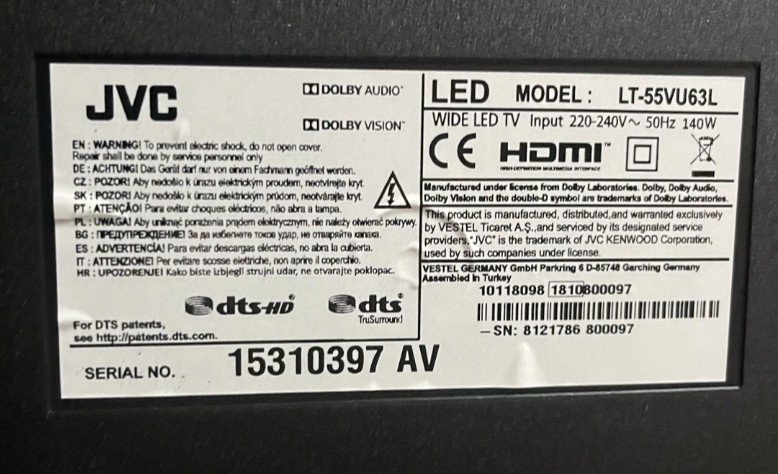 JVC
DOLBY AUDIO™
DOLBY VISION™
EN : WARNING! To prevent electric shock, do not open cover.
Repair shall be done by service personnel only
DE : ACHTUNG! Das Gerät darf nur von einem Fachmann geöffnet werden.
CZ : POZOR! Aby nedošlo k úrazu elektrickým proudem, neotvírejte kryt.
SK : POZOR! Aby nedošlo k úrazu elektrickým prúdom, neotvárajte kryt.
PT : ATENÇÃO! Para evitar choques eléctricos, não abra a tampa.
PL : UWAGA! Aby uniknąć porażenia prądem elektrycznym, nie należy otwierać pokrywy.
BG : ПРЕДУПРЕЖДЕНИЕ! За да избегнете токов удар, не отваряйте капака.
ES : ADVERTENCIA! Para evitar descargas eléctricas, no abra la cubierta.
IT : ATTENZIONE! Per evitare scosse elettriche, non aprire il coperchio.
HR : UPOZORENJE! Kako biste izbjegli strujni udar, ne otvarajte poklopac.
dts-HD®
dts®
TruSurround
For DTS patents,
see http://patents.dts.com.
SERIAL NO. 15310397 AV
LED MODEL : LT-55VU63L
WIDE LED TV Input 220-240V~ 50Hz 140W
CE HDMI™
HIGH-DEFINITION MULTIMEDIA INTERFACE
Manufactured under license from Dolby Laboratories. Dolby, Dolby Audio,
Dolby Vision and the double-D symbol are trademarks of Dolby Laboratories.
This product is manufactured, distributed, and warranted exclusively
by VESTEL Ticaret A.Ş., and serviced by its designated service
providers. "JVC" is the trademark of JVC KENWOOD Corporation,
used by such companies under license.
VESTEL GERMANY GmbH Parkring 6 D-85748 Garching Germany
Assembled In Turkey
10118098 1810800097
–SN: 8121786 800097